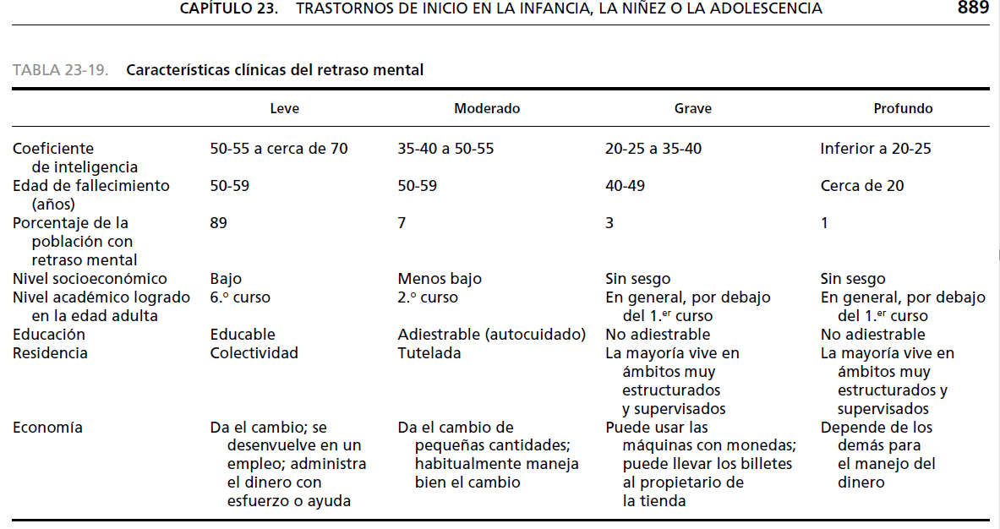 CAPÍTULO 23. TRASTORNOS DE INICIO EN LA INFANCIA, LA NIÑEZ O LA ADOLESCENCIA 889
TABLA 23-19. Características clínicas del retraso mental
Leve Moderado Grave Profundo
Coeficiente 50-55 a cerca de 70 35-40 a 50-55 20-25 a 35-40 Inferior a 20-25
de inteligencia
Edad de fallecimiento 50-59 50-59 40-49 Cerca de 20
(años)
Porcentaje de la 89 7 3 1
población con
retraso mental
Nivel socioeconómico Bajo Menos bajo Sin sesgo Sin sesgo
Nivel académico logrado 6.º curso 2.º curso En general, por debajo En general, por debajo
en la edad adulta del 1.er curso del 1.er curso
Educación Educable Adiestrable (autocuidado) No adiestrable No adiestrable
Residencia Colectividad Tutelada La mayoría vive en La mayoría vive en
ámbitos muy ámbitos muy
estructurados estructurados y
y supervisados supervisados
Economía Da el cambio; se Da el cambio de Puede usar las Depende de los
desenvuelve en un pequeñas cantidades; máquinas con monedas; demás para
empleo; administra habitualmente maneja puede llevar los billetes el manejo del
el dinero con bien el cambio al propietario de dinero
esfuerzo o ayuda la tienda